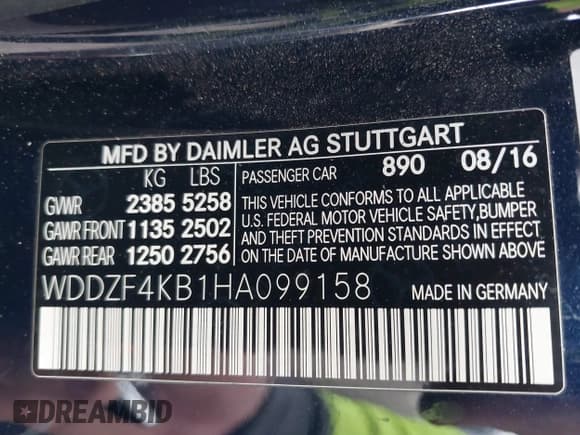 MFD BY DAIMLER AG STUTTGART
KG LBS PASSENGER CAR 890 08/16
GVWR 2385 5258
GAWR FRONT 1135 2502
GAWR REAR 1250 2756
THIS VEHICLE CONFORMS TO ALL APPLICABLE
U.S. FEDERAL MOTOR VEHICLE SAFETY,BUMPER
AND THEFT PREVENTION STANDARDS IN EFFECT
ON THE DATE OF MANUFACTURE SHOWN ABOVE.
WDDZF4KB1HA099158 MADE IN GERMANY
DREAMBID